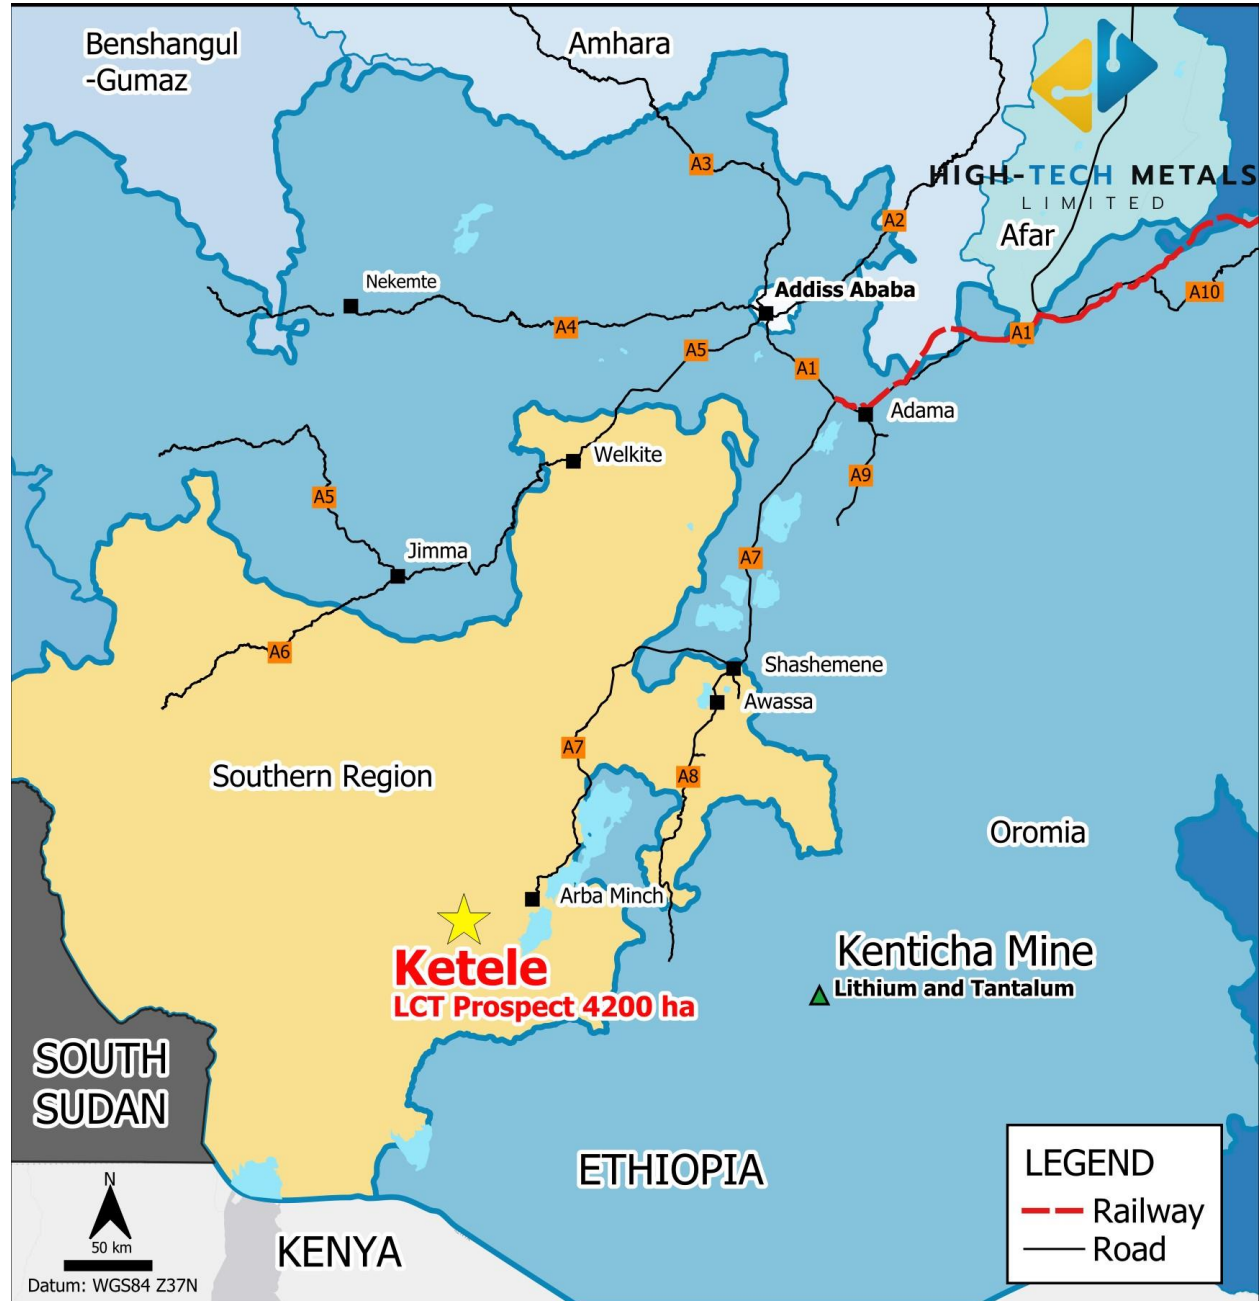 Benshangul
-Gumaz
Amhara
HIGH-TECH METALS
LIMITED
A3
A2
Afar
Nekemte
Addiss Ababa
A10
A4
A5
A1
A1
Adama
Welkite
A9
A5
Jimma
A7
A6
Shashemene
Awassa
A7
A8
Southern Region
Oromia
Arba Minch
Ketele
LCT Prospect 4200 ha
Kenticha Mine
Lithium and Tantalum
SOUTH
SUDAN
ETHIOPIA
KENYA
N
50 km
Datum: WGS84 Z37N
LEGEND
Railway
Road